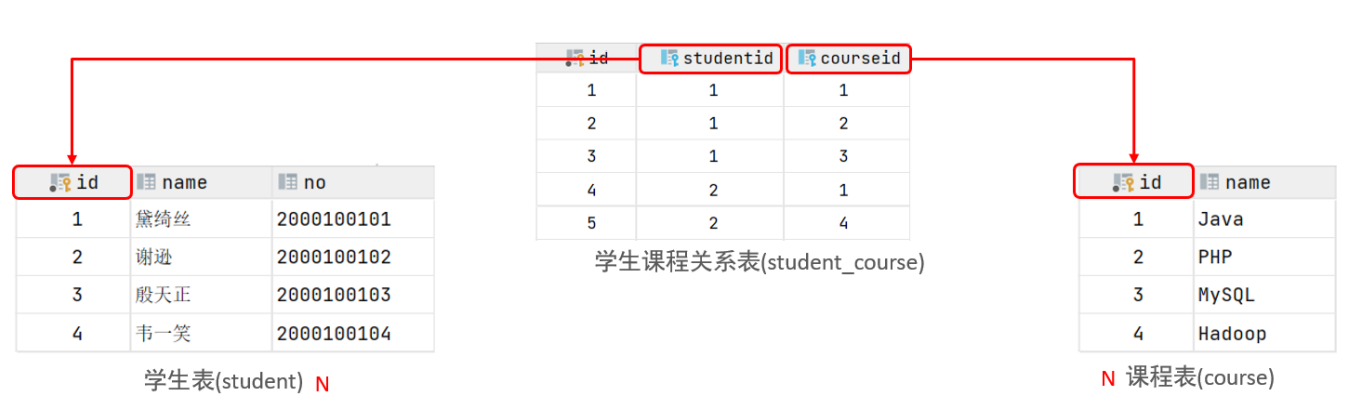 id studentid courseid
1 1 1
2 1 2
3 1 3
4 2 1
5 2 4
学生课程关系表(student_course)
id name no
1 黛绮丝 2000100101
2 谢逊 2000100102
3 殷天正 2000100103
4 韦一笑 2000100104
学生表(student) N
id name
1 Java
2 PHP
3 MySQL
4 Hadoop
N 课程表(course)